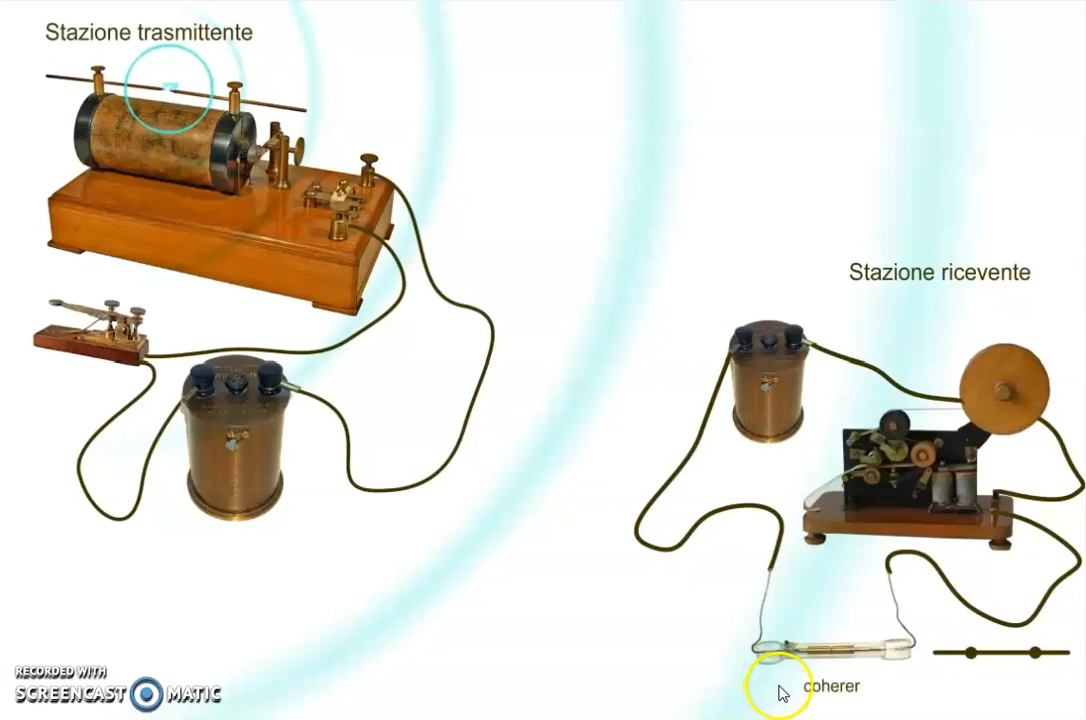 Stazione trasmittente
Stazione ricevente
coherer
RECORDED WITH
SCREENCAST MATIC